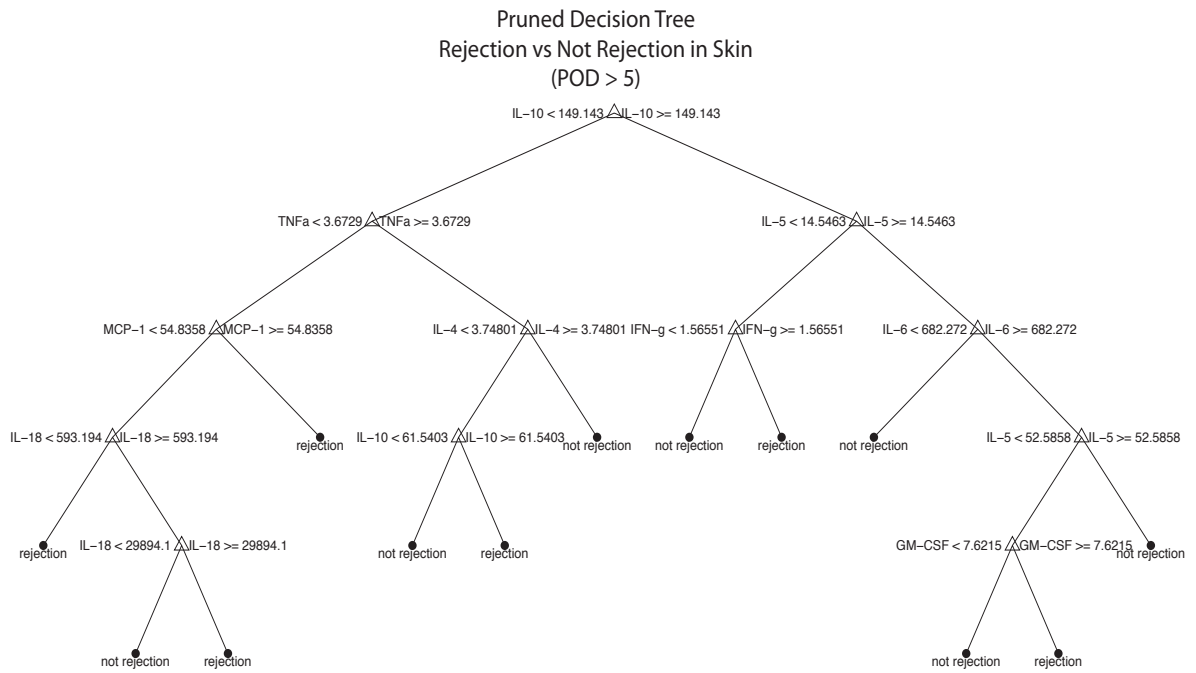 Pruned Decision Tree
Rejection vs Not Rejection in Skin
(POD > 5)
IL−10 < 149.143 IL−10 >= 149.143
TNFa < 3.6729 TNFa >= 3.6729 IL−5 < 14.5463 IL−5 >= 14.5463
MCP−1 < 54.8358 MCP−1 >= 54.8358 IL−4 < 3.74801 IL−4 >= 3.74801 IFN−g < 1.56551 IFN−g >= 1.56551 IL−6 < 682.272 IL−6 >= 682.272
IL−18 < 593.194 IL−18 >= 593.194 rejection IL−10 < 61.5403 IL−10 >= 61.5403 not rejection not rejection rejection not rejection IL−5 < 52.5858 IL−5 >= 52.5858
rejection IL−18 < 29894.1 IL−18 >= 29894.1 not rejection rejection GM−CSF < 7.6215 GM−CSF >= 7.6215 not rejection
not rejection rejection not rejection rejection